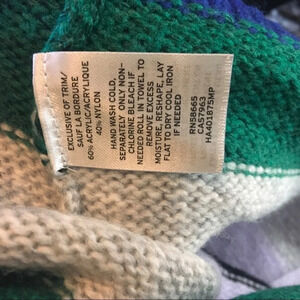 EXCLUSIVE OF TRIM/
SAUF LA BORDURE
60% ACRYLIC/ACRYLIQUE
40% NYLON
HAND WASH COLD,
SEPARATELY ONLY NON-
CHLORINE BLEACH IF
NEEDED ROLL IN TOWEL TO
REMOVE EXCESS
MOISTURE, RESHAPE, LAY
FLAT TO DRY COOL IRON
IF NEEDED
RN58665
CA57963
HA401875MP